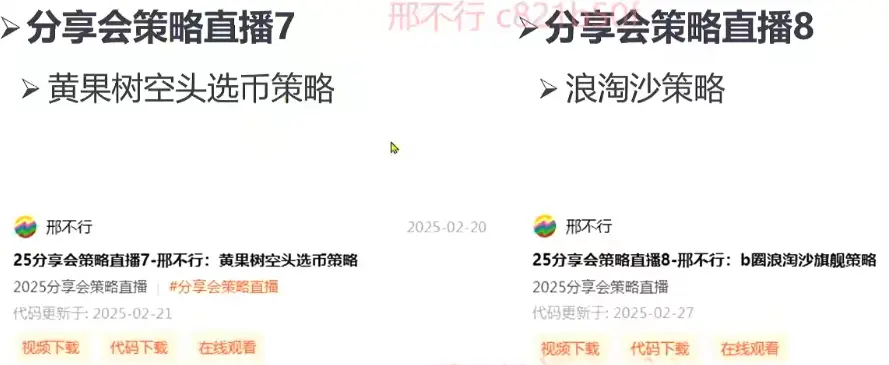 邢不行 c821b50f
➢分享会策略直播7
➢黄果树空头选币策略
邢不行
2025-02-20
25分享会策略直播7-邢不行：黄果树空头选币策略
2025分享会策略直播 | #分享会策略直播
代码更新于: 2025-02-21
视频下载 代码下载 在线观看
➢分享会策略直播8
➢浪淘沙策略
邢不行
25分享会策略直播8-邢不行：b圈浪淘沙旗舰策略
2025分享会策略直播
代码更新于: 2025-02-27
视频下载 代码下载 在线观看